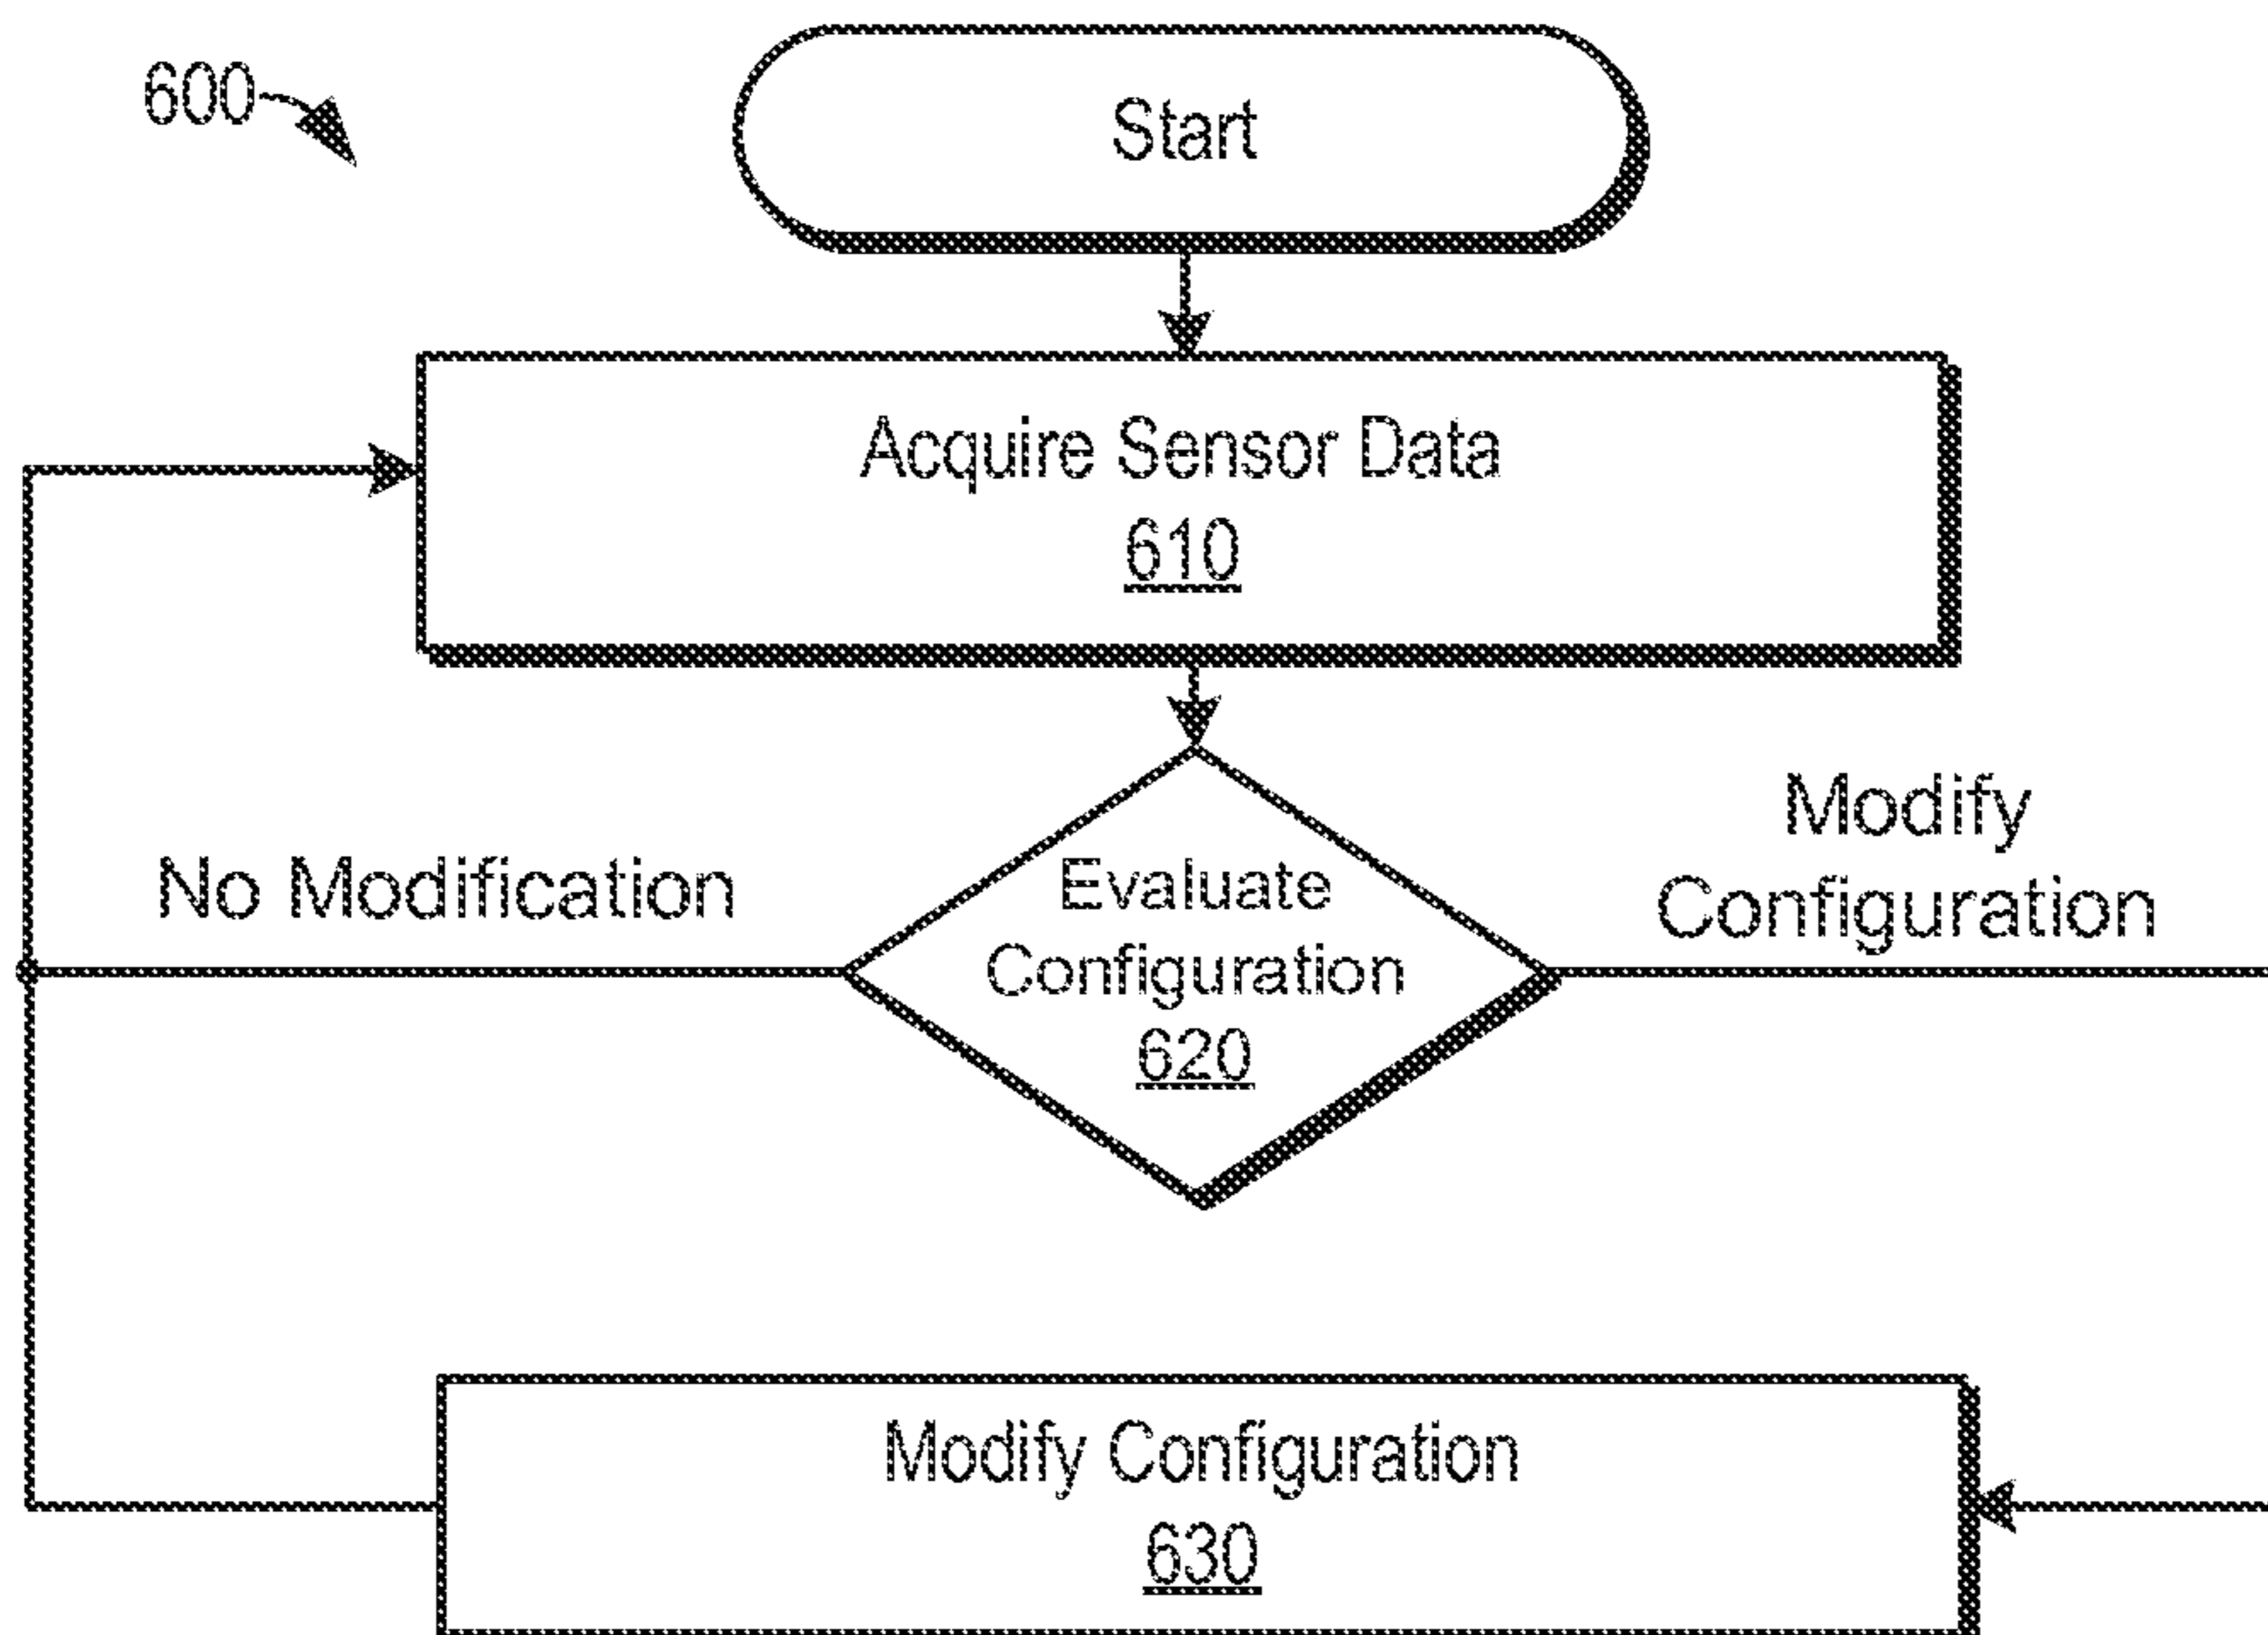 600
Start
Acquire Sensor Data
610
No Modification
Evaluate
Configuration
620
Modify
Configuration
Modify Configuration
630